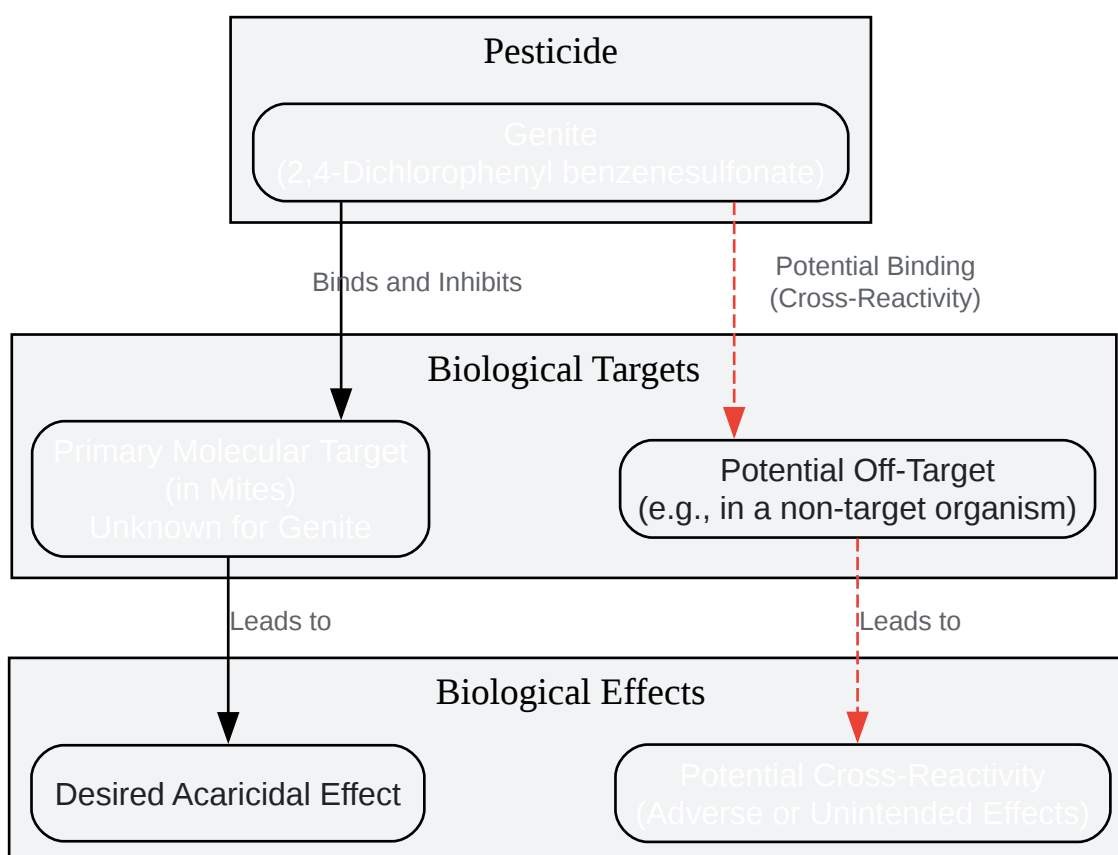 Pesticide
Genite
(2,4-Dichlorophenyl benzenesulfonate)
Binds and Inhibits
Potential Binding
(Cross-Reactivity)
Biological Targets
Primary Molecular Target
(in Mites)
Unknown for Genite
Potential Off-Target
(e.g., in a non-target organism)
Leads to
Leads to
Biological Effects
Desired Acaricidal Effect
Potential Cross-Reactivity
(Adverse or Unintended Effects)